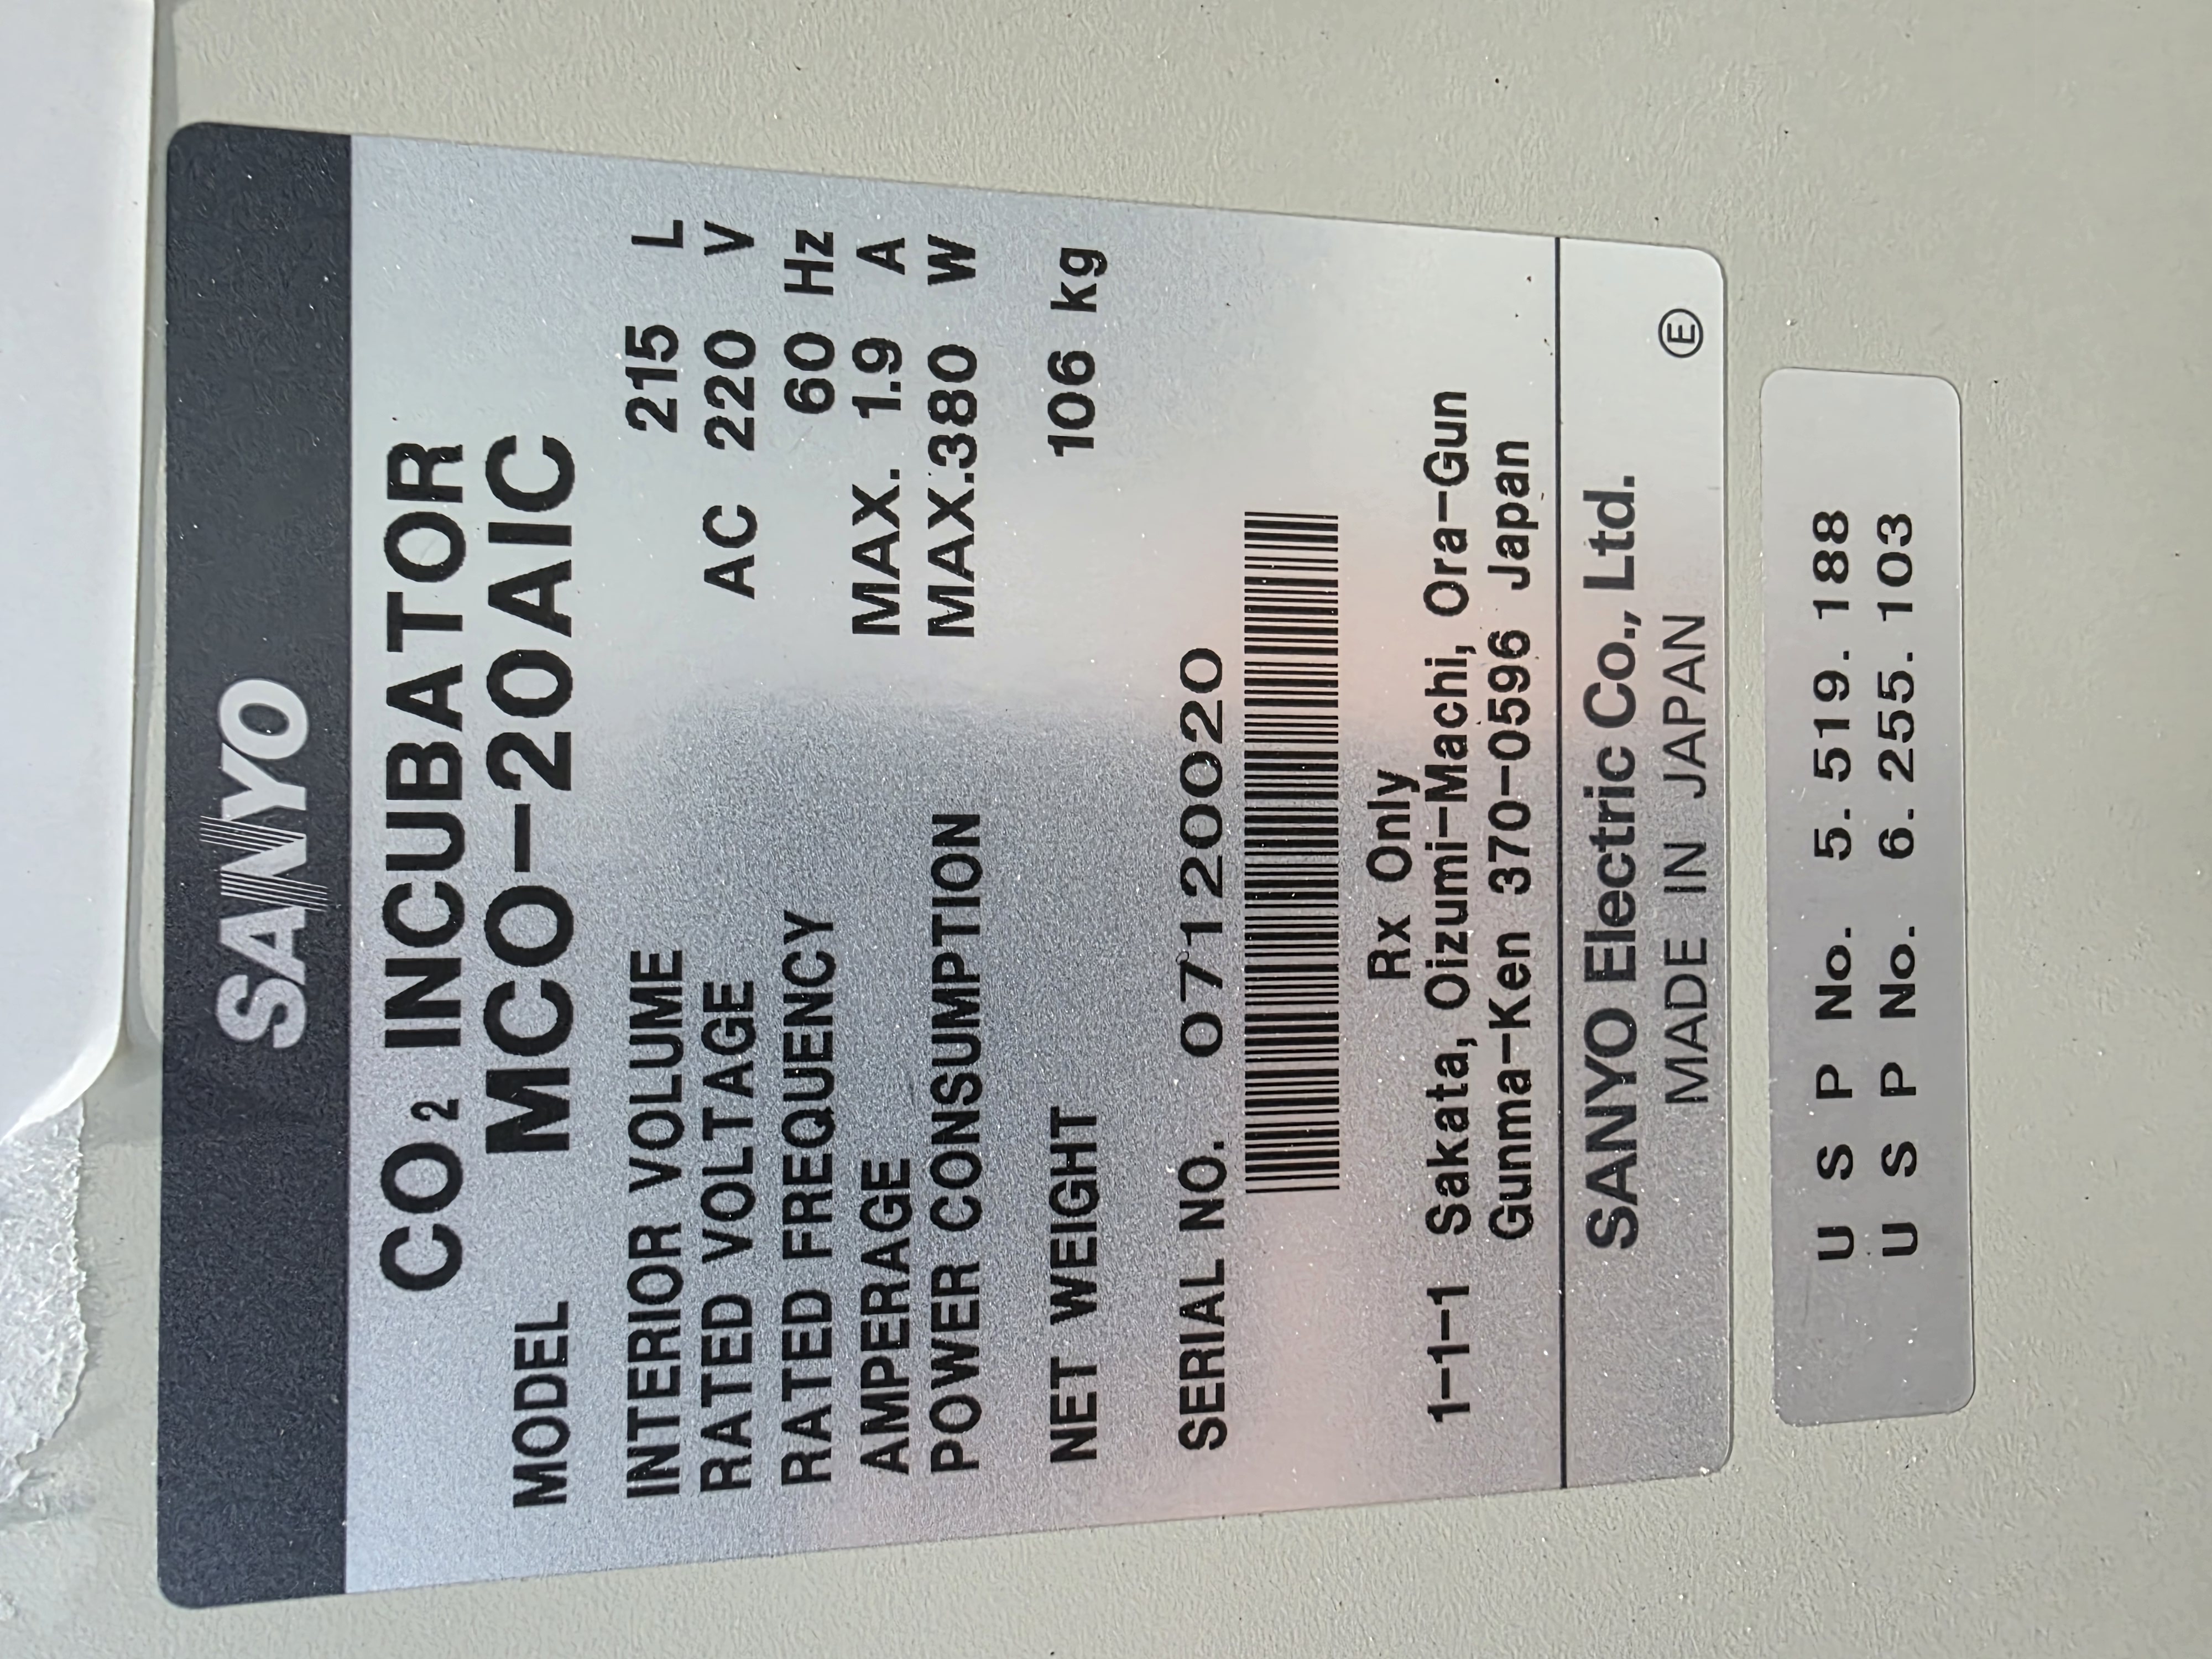 SANYO
CO2 INCUBATOR
MODEL MCO-20AIC
INTERIOR VOLUME 215 L
RATED VOLTAGE AC 220 V
RATED FREQUENCY 60 Hz
AMPERAGE MAX. 1.9 A
POWER CONSUMPTION MAX.380 W
NET WEIGHT 106 kg
SERIAL NO. 07120020
Rx Only
1-1-1 Sakata, Oizumi-Machi, Ora-Gun
Gunma-Ken 370-0596 Japan
SANYO Electric Co., Ltd.
MADE IN JAPAN Ⓔ
U S P No. 5. 519. 188
U S P No. 6. 255. 103